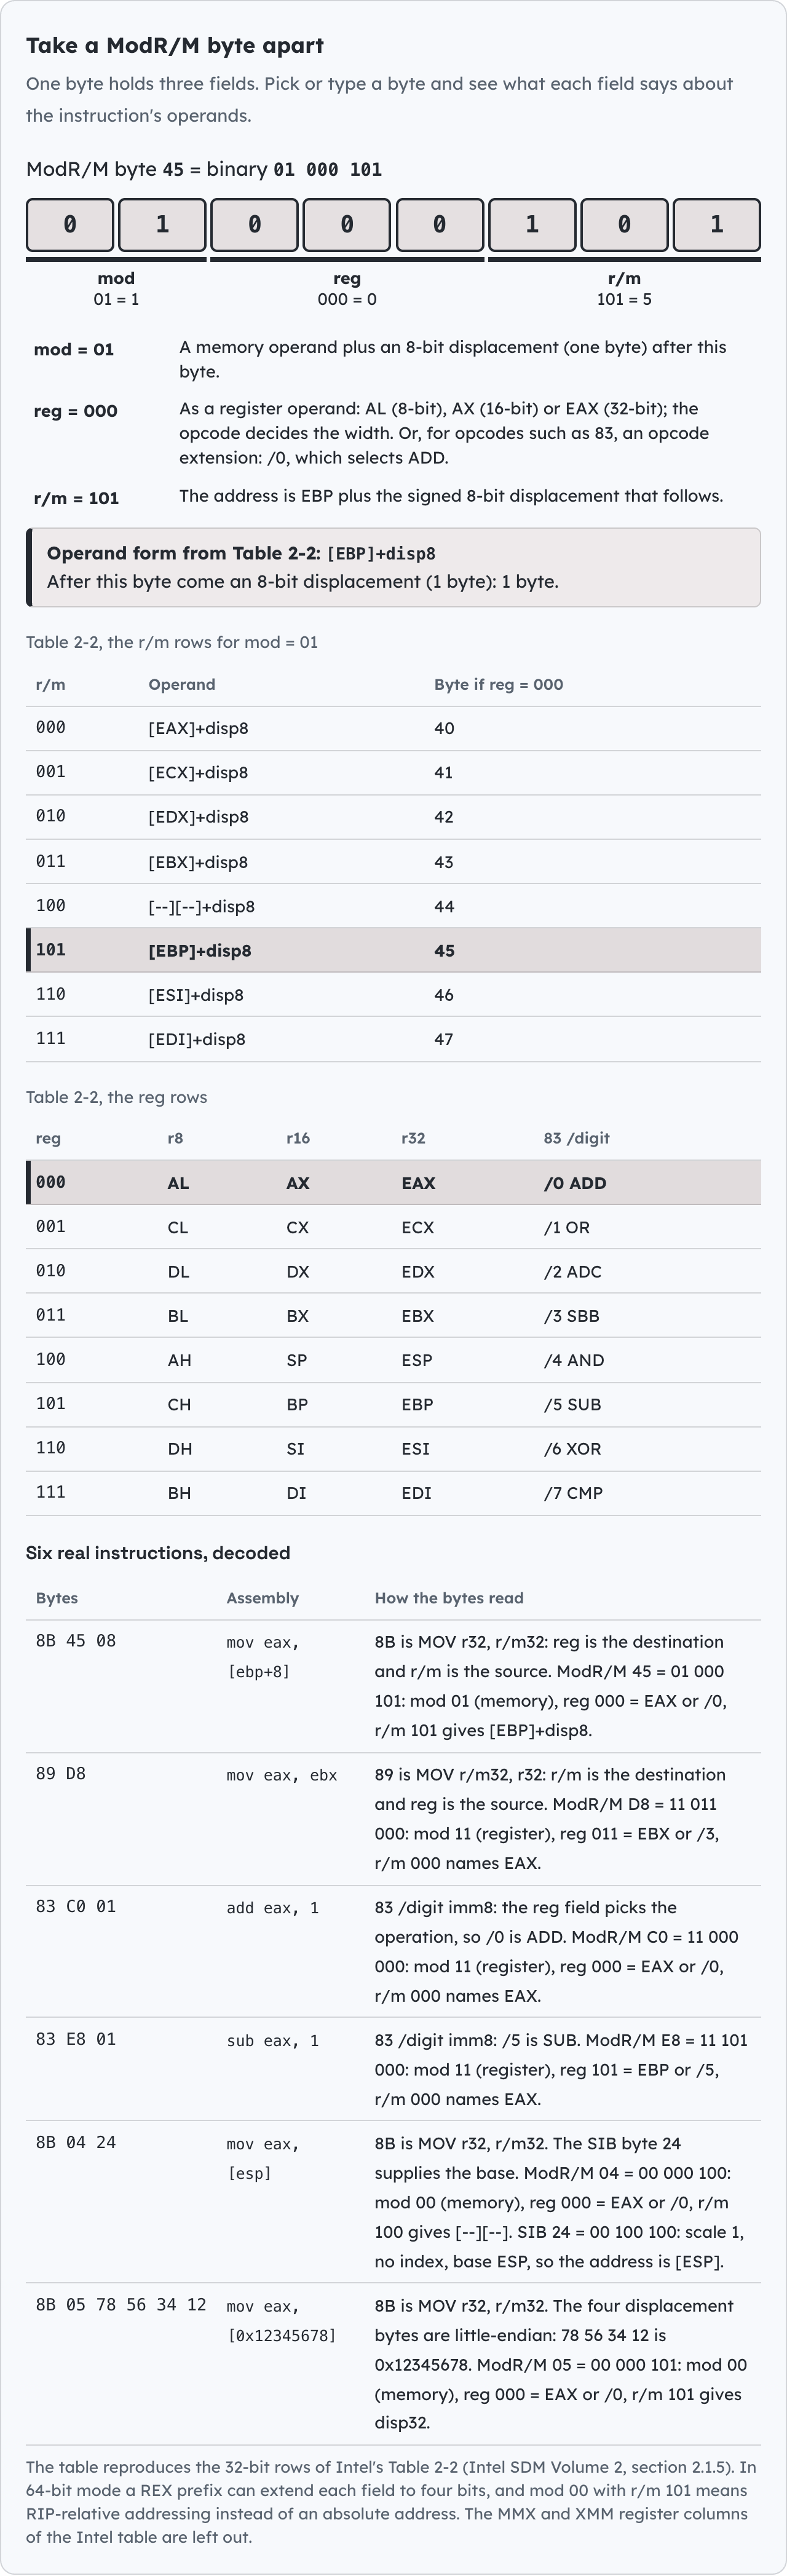 Take a ModR/M byte apart
One byte holds three fields. Pick or type a byte and see what each field says about
the instruction's operands.
ModR/M byte 45 = binary 01 000 101
0 1 0 0 0 1 0 1
mod reg r/m
01 = 1 000 = 0 101 = 5
mod = 01 A memory operand plus an 8-bit displacement (one byte) after this
byte.
reg = 000 As a register operand: AL (8-bit), AX (16-bit) or EAX (32-bit); the
opcode decides the width. Or, for opcodes such as 83, an opcode
extension: /0, which selects ADD.
r/m = 101 The address is EBP plus the signed 8-bit displacement that follows.
Operand form from Table 2-2: [EBP]+disp8
After this byte come an 8-bit displacement (1 byte): 1 byte.
Table 2-2, the r/m rows for mod = 01
r/m Operand Byte if reg = 000
000 [EAX]+disp8 40
001 [ECX]+disp8 41
010 [EDX]+disp8 42
011 [EBX]+disp8 43
100 [--][--]+disp8 44
101 [EBP]+disp8 45
110 [ESI]+disp8 46
111 [EDI]+disp8 47
Table 2-2, the reg rows
reg r8 r16 r32 83 /digit
000 AL AX EAX /0 ADD
001 CL CX ECX /1 OR
010 DL DX EDX /2 ADC
011 BL BX EBX /3 SBB
100 AH SP ESP /4 AND
101 CH BP EBP /5 SUB
110 DH SI ESI /6 XOR
111 BH DI EDI /7 CMP
Six real instructions, decoded
Bytes Assembly How the bytes read
8B 45 08 mov eax, 8B is MOV r32, r/m32: reg is the destination
[ebp+8] and r/m is the source. ModR/M 45 = 01 000
101: mod 01 (memory), reg 000 = EAX or /0,
r/m 101 gives [EBP]+disp8.
89 D8 mov eax, ebx 89 is MOV r/m32, r32: r/m is the destination
and reg is the source. ModR/M D8 = 11 011
000: mod 11 (register), reg 011 = EBX or /3,
r/m 000 names EAX.
83 C0 01 add eax, 1 83 /digit imm8: the reg field picks the
operation, so /0 is ADD. ModR/M C0 = 11 000
000: mod 11 (register), reg 000 = EAX or /0,
r/m 000 names EAX.
83 E8 01 sub eax, 1 83 /digit imm8: /5 is SUB. ModR/M E8 = 11 101
000: mod 11 (register), reg 101 = EBP or /5,
r/m 000 names EAX.
8B 04 24 mov eax, 8B is MOV r32, r/m32. The SIB byte 24
[esp] supplies the base. ModR/M 04 = 00 000 100:
mod 00 (memory), reg 000 = EAX or /0, r/m
100 gives [--][--]. SIB 24 = 00 100 100: scale 1,
no index, base ESP, so the address is [ESP].
8B 05 78 56 34 12 mov eax, 8B is MOV r32, r/m32. The four displacement
[0x12345678] bytes are little-endian: 78 56 34 12 is
0x12345678. ModR/M 05 = 00 000 101: mod 00
(memory), reg 000 = EAX or /0, r/m 101 gives
disp32.
The table reproduces the 32-bit rows of Intel's Table 2-2 (Intel SDM Volume 2, section 2.1.5). In
64-bit mode a REX prefix can extend each field to four bits, and mod 00 with r/m 101 means
RIP-relative addressing instead of an absolute address. The MMX and XMM register columns
of the Intel table are left out.